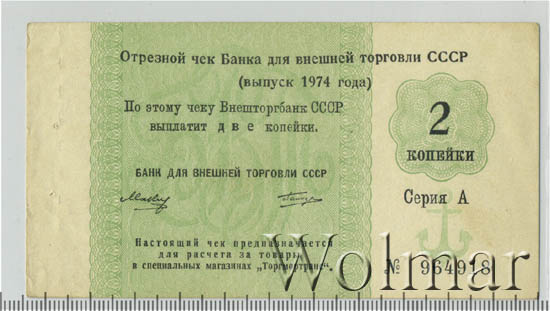 Отрезной чек Банка для внешней торговли СССР
(выпуск 1974 года)
По этому чеку Внешторгбанк СССР
выплатит две копейки.
2
копейки
БАНК ДЛЯ ВНЕШНЕЙ ТОРГОВЛИ СССР
Серия А
Настоящий чек предназначается
для расчета за товары
в специальных магазинах "Торгмортранс".
№ 964918
Wolmar